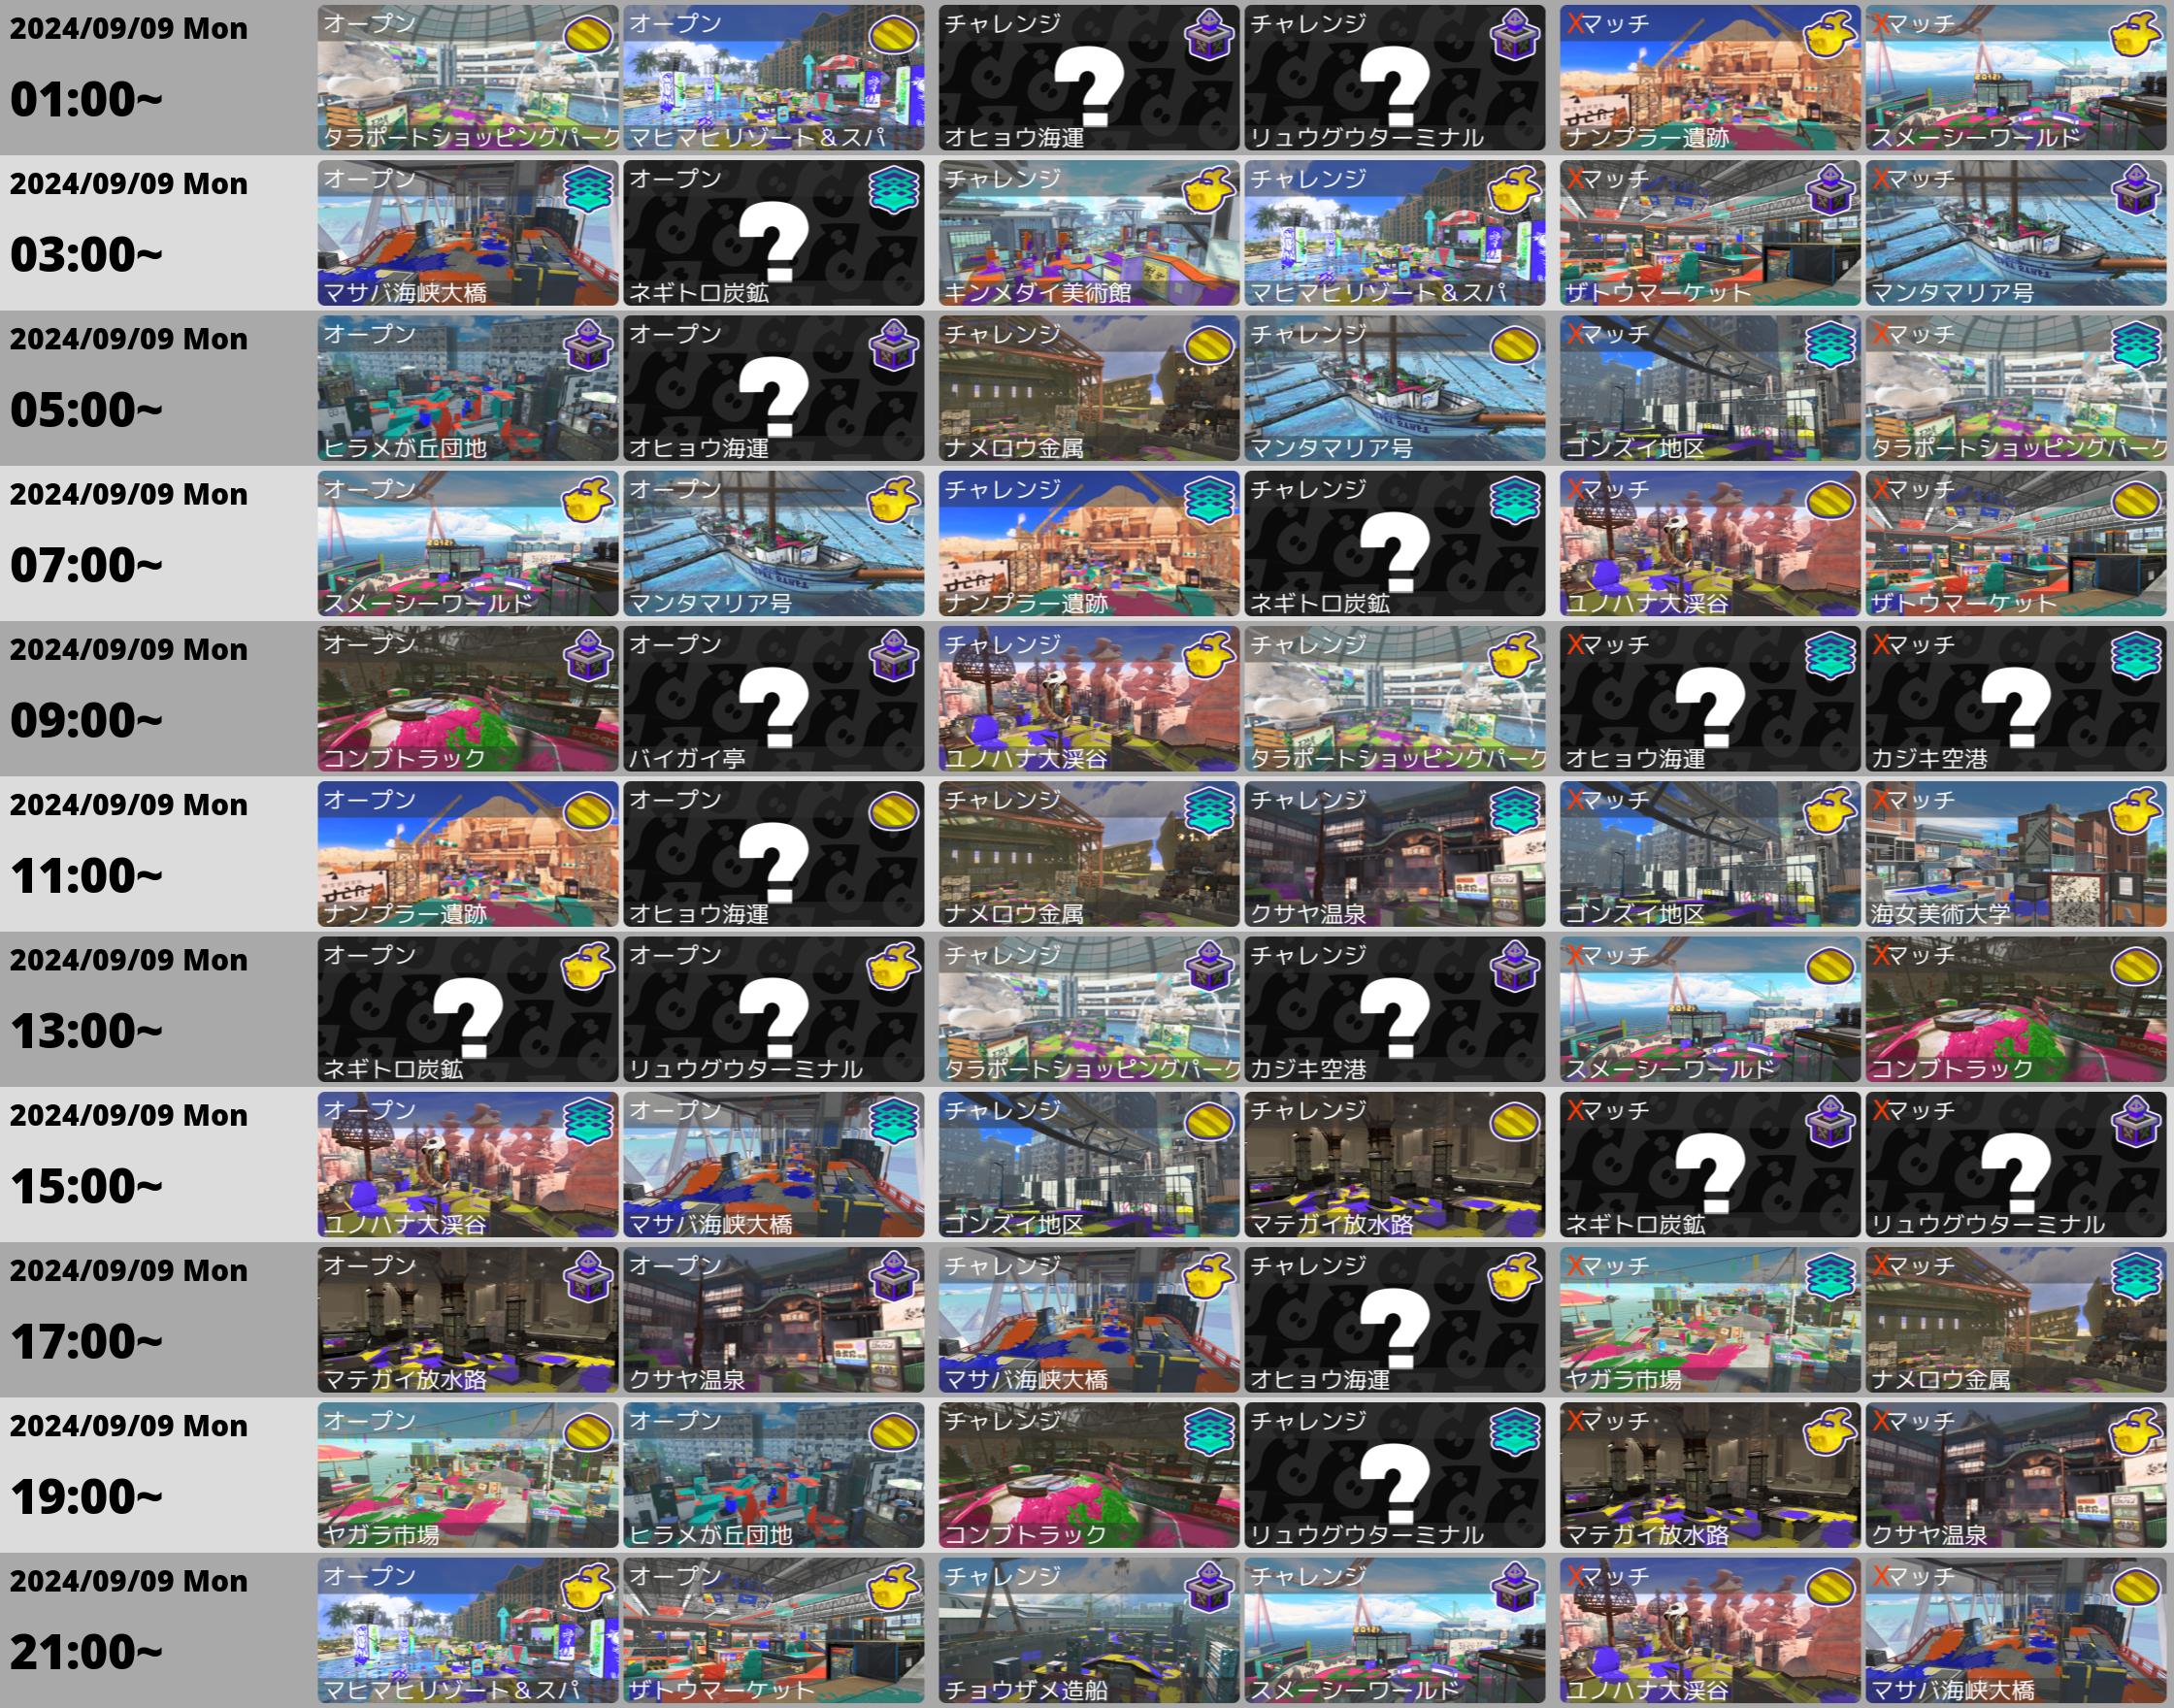 2024/09/09 Mon
01:00~
オープン
タラポートショッピングパーク
オープン
マヒマヒリゾート＆スパ
チャレンジ
オヒョウ海運
チャレンジ
リュウグウターミナル
Xマッチ
ナンプラー遺跡
Xマッチ
スメーシーワールド
2024/09/09 Mon
03:00~
オープン
マサバ海峡大橋
オープン
ネギトロ炭鉱
チャレンジ
キンメダイ美術館
チャレンジ
マヒマヒリゾート＆スパ
Xマッチ
ザトウマーケット
Xマッチ
マンタマリア号
2024/09/09 Mon
05:00~
オープン
ヒラメが丘団地
オープン
オヒョウ海運
チャレンジ
ナメロウ金属
チャレンジ
マンタマリア号
Xマッチ
ゴンズイ地区
Xマッチ
タラポートショッピングパーク
2024/09/09 Mon
07:00~
オープン
スメーシーワールド
オープン
マンタマリア号
チャレンジ
ナンプラー遺跡
チャレンジ
ネギトロ炭鉱
Xマッチ
ユノハナ大渓谷
Xマッチ
ザトウマーケット
2024/09/09 Mon
09:00~
オープン
コンブトラック
オープン
バイガイ亭
チャレンジ
ユノハナ大渓谷
チャレンジ
タラポートショッピングパーク
Xマッチ
オヒョウ海運
Xマッチ
カジキ空港
2024/09/09 Mon
11:00~
オープン
ナンプラー遺跡
オープン
オヒョウ海運
チャレンジ
ナメロウ金属
チャレンジ
クサヤ温泉
Xマッチ
ゴンズイ地区
Xマッチ
海女美術大学
2024/09/09 Mon
13:00~
オープン
ネギトロ炭鉱
オープン
リュウグウターミナル
チャレンジ
タラポートショッピングパーク
チャレンジ
カジキ空港
Xマッチ
スメーシーワールド
Xマッチ
コンブトラック
2024/09/09 Mon
15:00~
オープン
ユノハナ大渓谷
オープン
マサバ海峡大橋
チャレンジ
ゴンズイ地区
チャレンジ
マテガイ放水路
Xマッチ
ネギトロ炭鉱
Xマッチ
リュウグウターミナル
2024/09/09 Mon
17:00~
オープン
マテガイ放水路
オープン
クサヤ温泉
チャレンジ
マサバ海峡大橋
チャレンジ
オヒョウ海運
Xマッチ
ヤガラ市場
Xマッチ
ナメロウ金属
2024/09/09 Mon
19:00~
オープン
ヤガラ市場
オープン
ヒラメが丘団地
チャレンジ
コンブトラック
チャレンジ
リュウグウターミナル
Xマッチ
マテガイ放水路
Xマッチ
クサヤ温泉
2024/09/09 Mon
21:00~
オープン
マヒマヒリゾート＆スパ
オープン
ザトウマーケット
チャレンジ
チョウザメ造船
チャレンジ
スメーシーワールド
Xマッチ
ユノハナ大渓谷
Xマッチ
マサバ海峡大橋